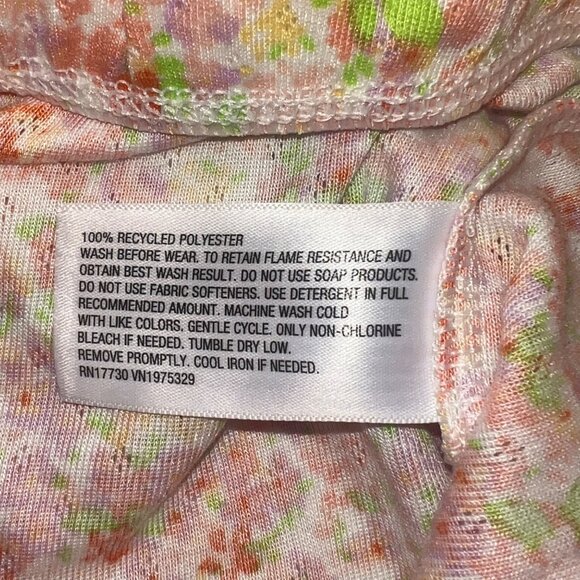 100% RECYCLED POLYESTER
WASH BEFORE WEAR. TO RETAIN FLAME RESISTANCE AND
OBTAIN BEST WASH RESULT. DO NOT USE SOAP PRODUCTS.
DO NOT USE FABRIC SOFTENERS. USE DETERGENT IN FULL
RECOMMENDED AMOUNT. MACHINE WASH COLD
WITH LIKE COLORS, GENTLE CYCLE. ONLY NON-CHLORINE
BLEACH IF NEEDED. TUMBLE DRY LOW.
REMOVE PROMPTLY. COOL IRON IF NEEDED.
RN17730 VN1975329